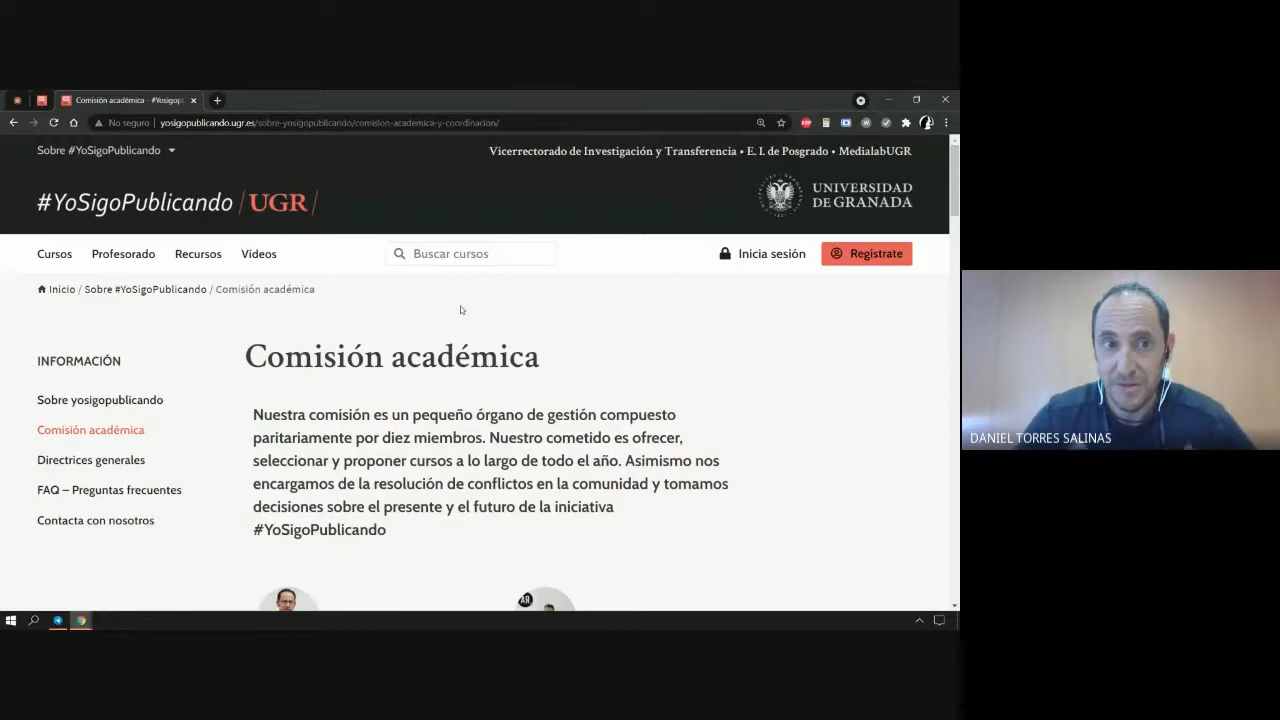 Comisión académica - #Yosigop
No seguro
yosigopublicando.ugr.es/sobre-yosigopublicando/comision-academica-y-coordinacion/
Sobre #YoSigoPublicando
Vicerrectorado de Investigación y Transferencia • E. I. de Posgrado • MedialabUGR
#YoSigoPublicando / UGR /
UNIVERSIDAD
DE GRANADA
Cursos
Profesorado
Recursos
Vídeos
Buscar cursos
Inicia sesión
Regístrate
Inicio / Sobre #YoSigoPublicando / Comisión académica
INFORMACIÓN
Sobre yosigopublicando
Comisión académica
Directrices generales
FAQ – Preguntas frecuentes
Contacta con nosotros
Comisión académica
Nuestra comisión es un pequeño órgano de gestión compuesto
paritariamente por diez miembros. Nuestro cometido es ofrecer,
seleccionar y proponer cursos a lo largo de todo el año. Asimismo nos
encargamos de la resolución de conflictos en la comunidad y tomamos
decisiones sobre el presente y el futuro de la iniciativa
#YoSigoPublicando
DANIEL TORRES SALINAS